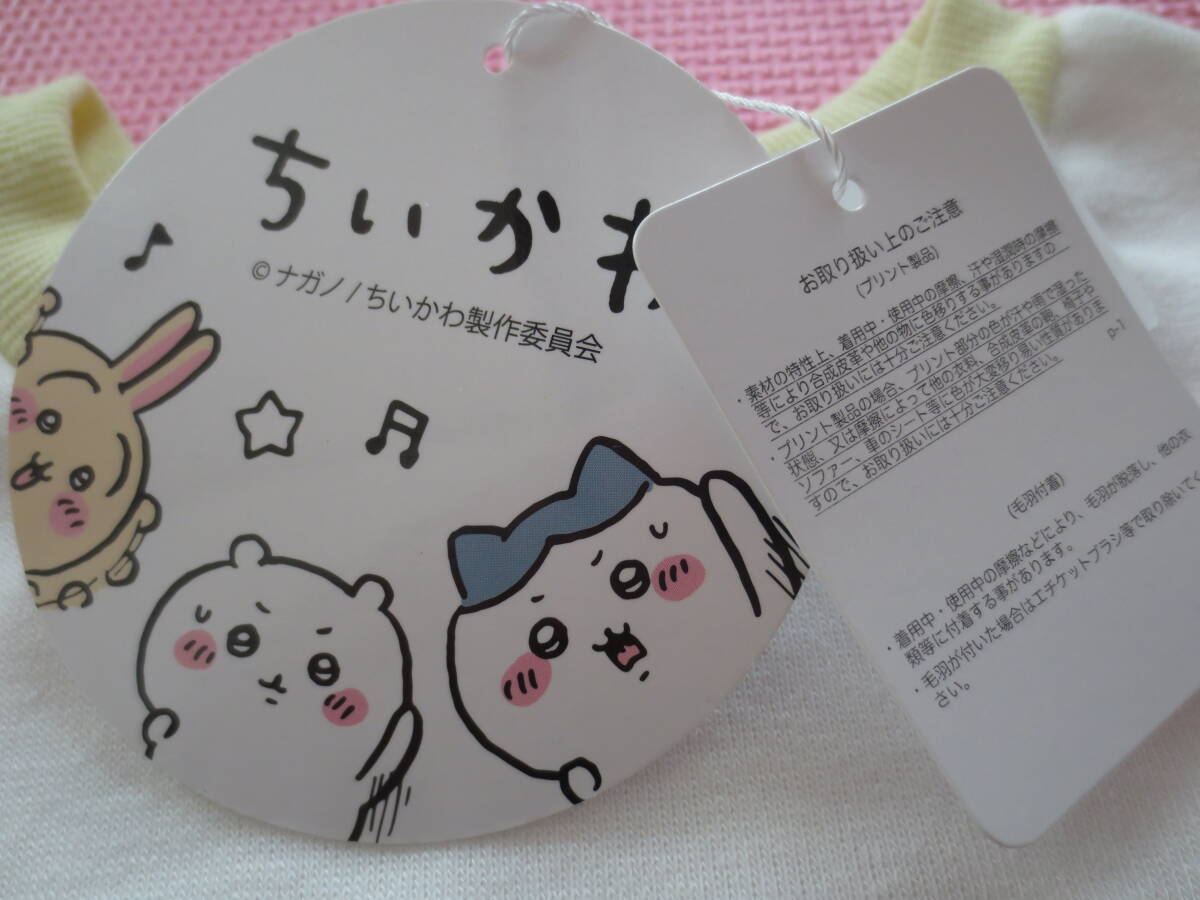 ちいかわ
© ナガノ / ちいかわ製作委員会
お取り扱い上のご注意
(プリント製品)
・素材の特性上、着用中・使用中の摩擦、汗や湿潤時の摩擦
等により合成皮革や他の物に色移りする事がありますの
で、お取り扱いには十分ご注意ください。
・プリント製品の場合、プリント部分の色が汗や雨で湿った
状態、又は摩擦によって他の衣料、合成皮革の靴、椅子や
ソファー、車のシート等に色が大変移り易い性質がありま
すので、お取り扱いには十分ご注意ください。
p-1
(毛羽付着)
・着用中・使用中の摩擦などにより、毛羽が脱落し、他の衣
類等に付着する事があります。
・毛羽が付いた場合はエチケットブラシ等で取り除いてく
さい。